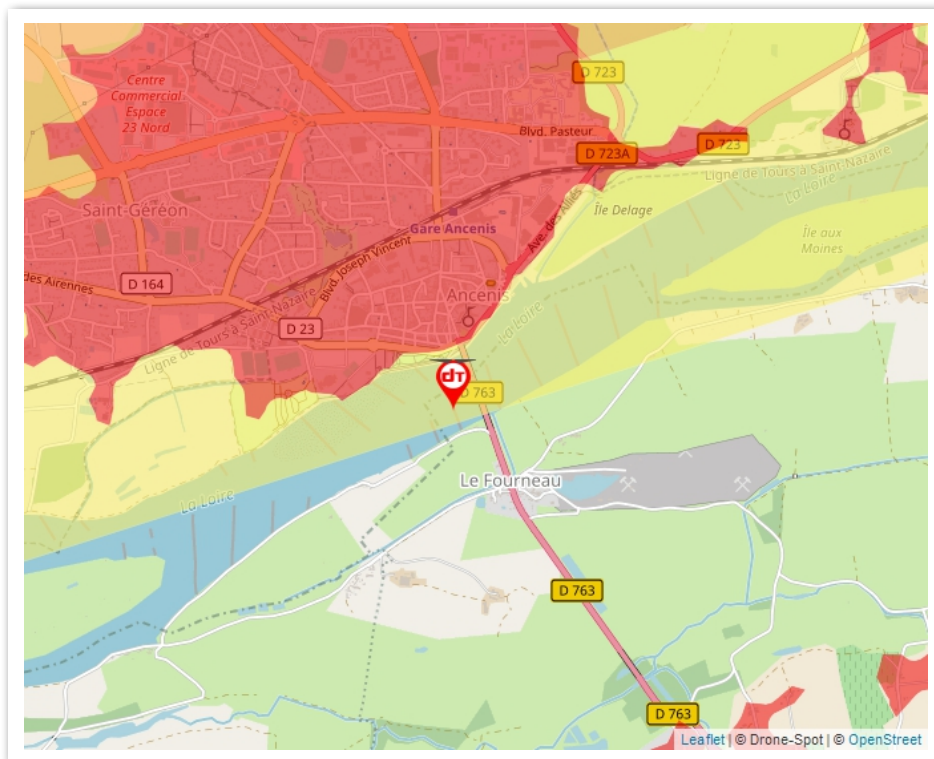 D 723
Centre
Commercial
Espace
23 Nord
Blvd. Pasteur
D 723A
D 723
Ligne de Tours à Saint-Nazaire
La Loire
Saint-Géréon
Île Delage
Ave. des Alliés
Gare Ancenis
Île aux
Moines
Blvd. Joseph Vincent
des Airennes
D 164
Ancenis
D 23
Ligne de Tours à Saint-Nazaire
La Loire
dT
D 763
Le Fourneau
La Loire
D 763
D 763
Leaflet | © Drone-Spot | © OpenStreet